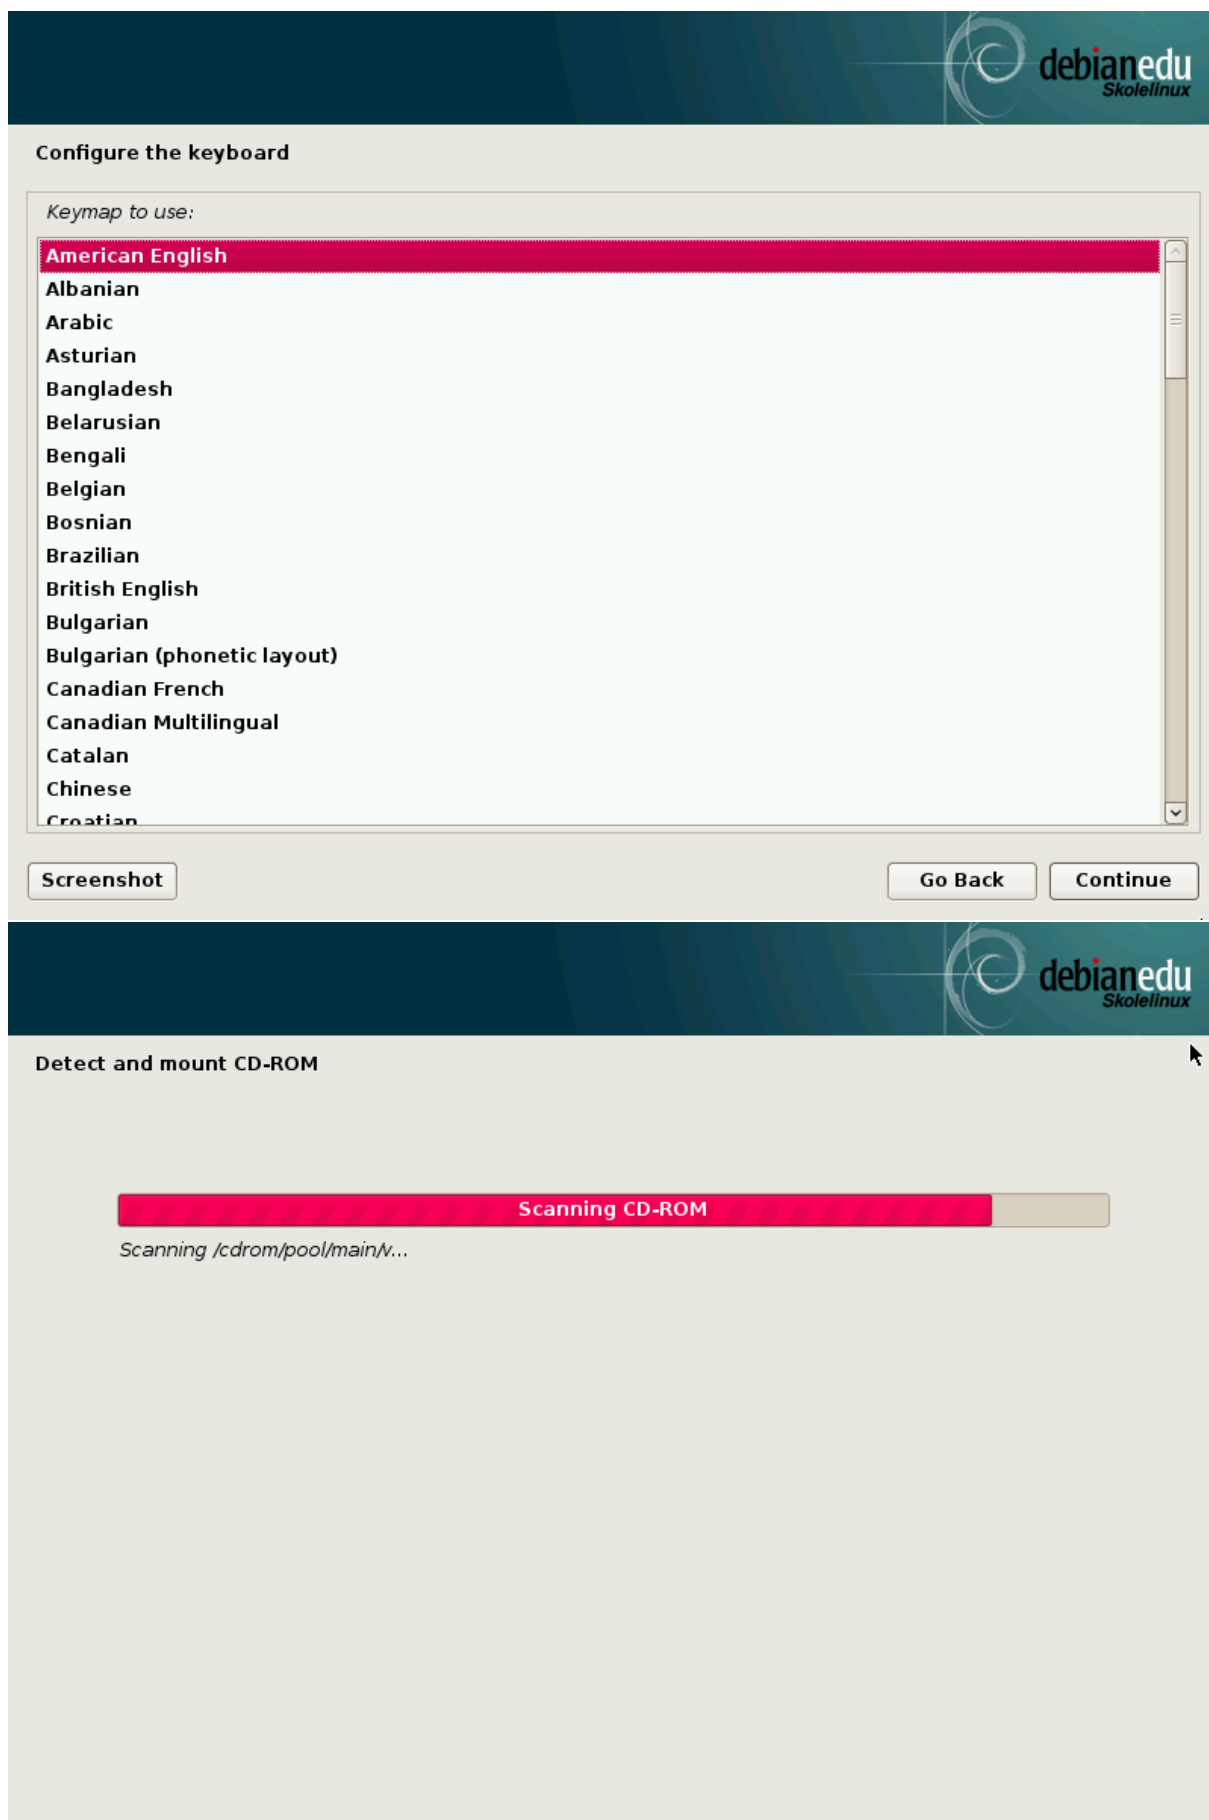 debianedu
Skolelinux
Configure the keyboard
Keymap to use:
American English
Albanian
Arabic
Asturian
Bangladesh
Belarusian
Bengali
Belgian
Bosnian
Brazilian
British English
Bulgarian
Bulgarian (phonetic layout)
Canadian French
Canadian Multilingual
Catalan
Chinese
Croatian
Screenshot Go Back Continue
debianedu
Skolelinux
Detect and mount CD-ROM
Scanning CD-ROM
Scanning /cdrom/pool/main/v...